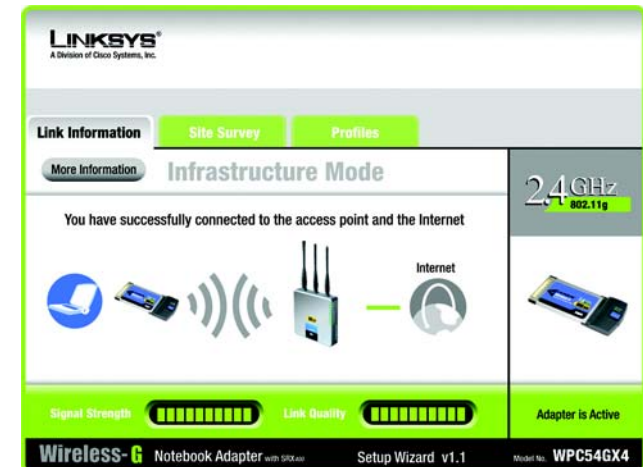 LINKSYS®
A Division of Cisco Systems, Inc.
Link Information
Site Survey
Profiles
More Information
Infrastructure Mode
2.4GHz
802.11g
You have successfully connected to the access point and the Internet
Internet
Signal Strength
Link Quality
Adapter is Active
Wireless-G Notebook Adapter with SRX400 Setup Wizard v1.1 Model No. WPC54GX4